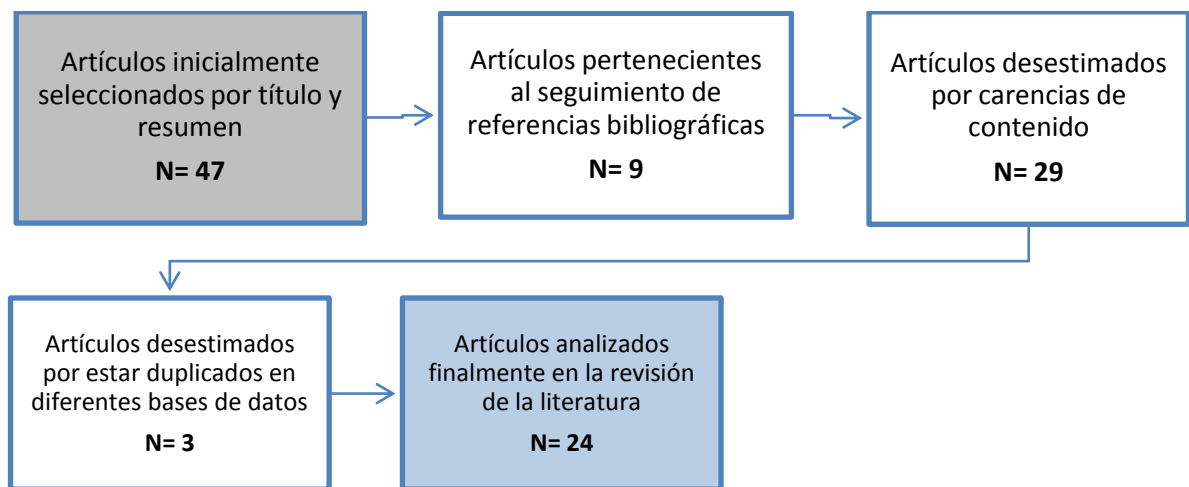 Artículos inicialmente
seleccionados por título y
resumen
N= 47
Artículos pertenecientes
al seguimiento de
referencias bibliográficas
N= 9
Artículos desestimados
por carencias de
contenido
N= 29
Artículos desestimados
por estar duplicados en
diferentes bases de datos
N= 3
Artículos analizados
finalmente en la revisión
de la literatura
N= 24